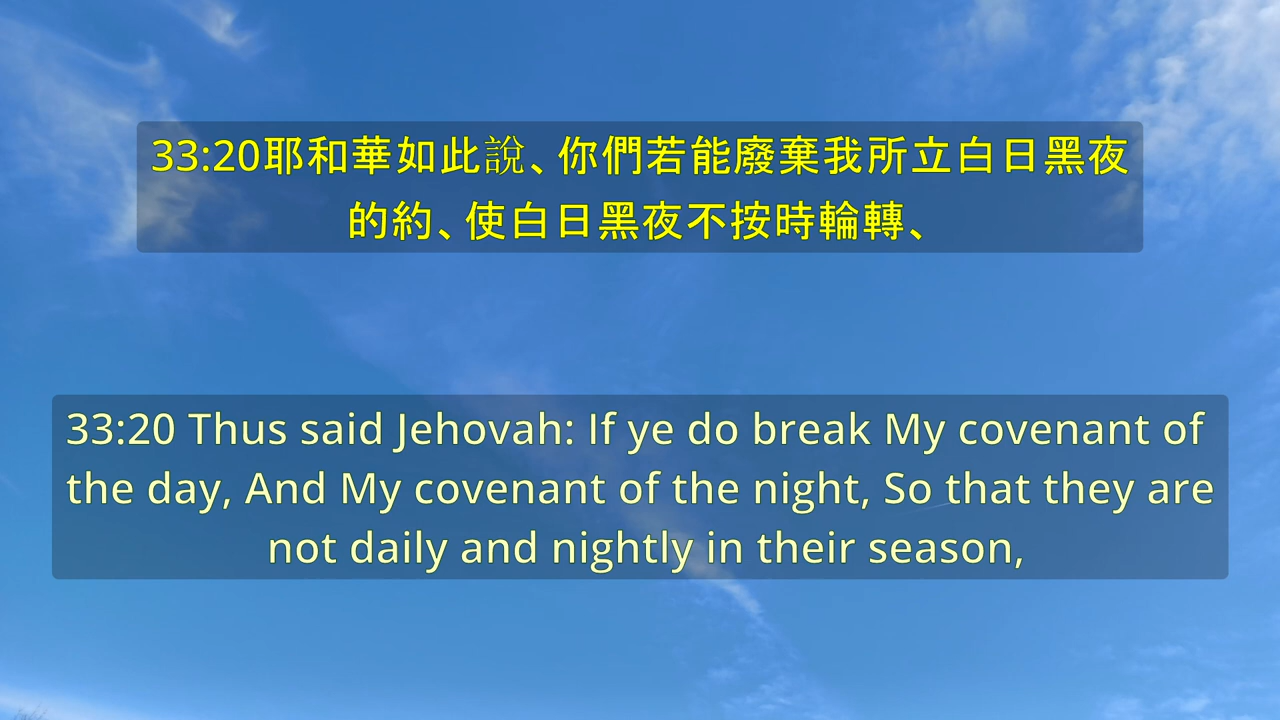 33:20耶和華如此說、你們若能廢棄我所立白日黑夜
的約、使白日黑夜不按時輪轉、
33:20 Thus said Jehovah: If ye do break My covenant of
the day, And My covenant of the night, So that they are
not daily and nightly in their season,